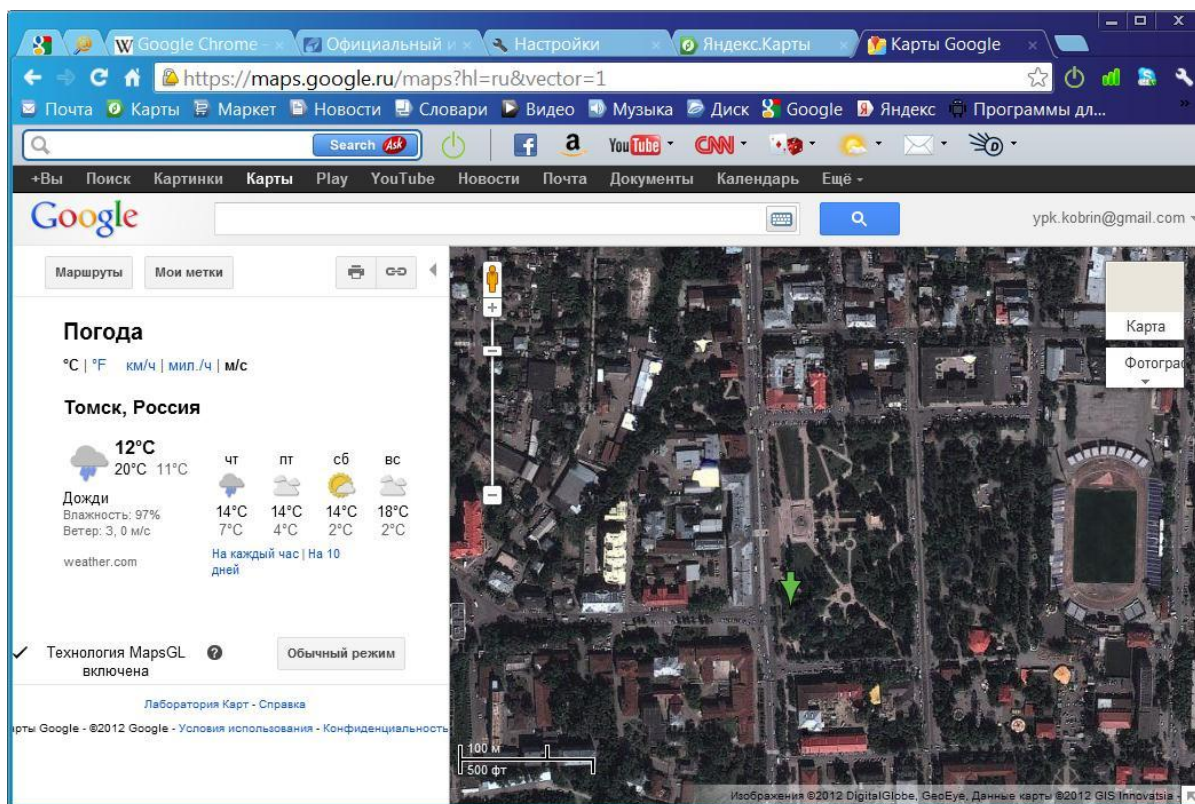 Google Chrome -
Официальный и
Настройки
Яндекс.Карты
Карты Google
https://maps.google.ru/maps?hl=ru&vector=1
Почта Карты Маркет Новости Словари Видео Музыка Диск Google Яндекс Программы дл...
Search Ask
a YouTube CNN
+Вы Поиск Картинки Карты Play YouTube Новости Почта Документы Календарь Ещё
Google
ypk.kobrin@gmail.com
Маршруты Мои метки
Карта
Фотограф
Погода
°C | °F км/ч | мил./ч | м/с
Томск, Россия
12°C
20°C 11°C
Дожди
Влажность: 97%
Ветер: З, 0 м/с
weather.com
чт пт сб вс
14°C 14°C 14°C 18°C
7°C 4°C 2°C 2°C
На каждый час | На 10
дней
Технология MapsGL
включена
Обычный режим
Лаборатория Карт - Справка
рты Google - ©2012 Google - Условия использования - Конфиденциальность
100 м
500 фт
Изображения ©2012 DigitalGlobe, GeoEye, Данные карты ©2012 GIS Innovatsia -